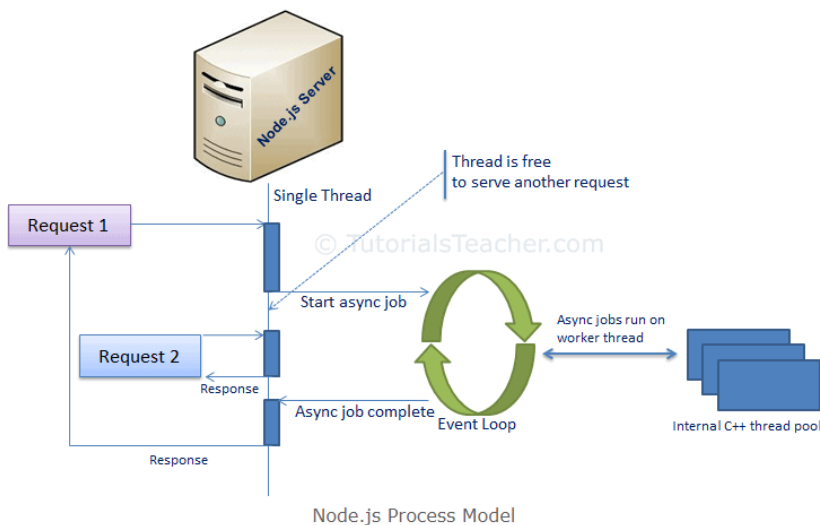 Node.js Server
Thread is free
to serve another request
Single Thread
Request 1
© TutorialsTeacher.com
Start async job
Async jobs run on
worker thread
Request 2
Response
Async job complete
Event Loop
Internal C++ thread pool
Response
Node.js Process Model